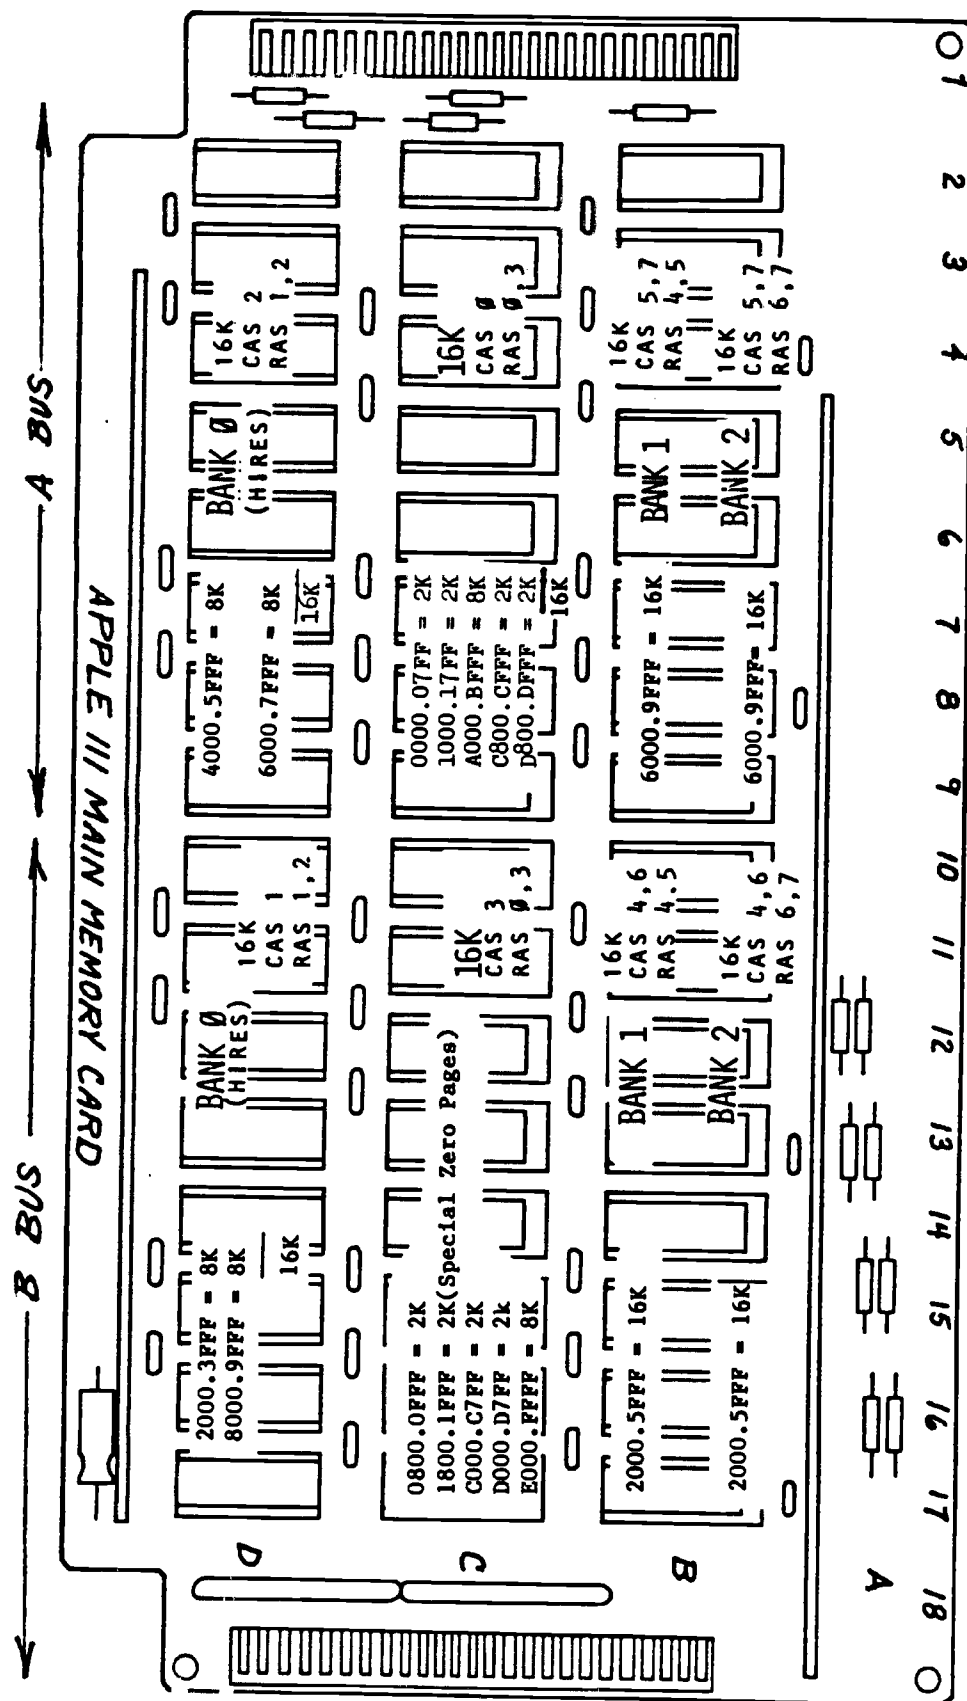 1
2
3
4
5
6
7
8
9
10
11
12
13
14
15
16
17
18
A BUS
B BUS
APPLE III MAIN MEMORY CARD
A
B
C
D
16K
CAS 5,7
RAS 6,7
16K
CAS 5,7
RAS 4,5
BANK 2
BANK 1
6000.9FFF= 16K
6000.9FFF = 16K
16K
CAS 4,6
RAS 6,7
16K
CAS 4,6
RAS 4.5
BANK 2
BANK 1
2000.5FFF = 16K
2000.5FFF = 16K
16K
CAS Ø
RAS Ø,3
0000.07FF = 2K
1000.17FF = 2K
A000.BFFF = 8K
C800.CFFF = 2K
D800.DFFF = 2K
16K
16K
CAS 3
RAS Ø,3
0800.0FFF = 2K
1800.1FFF = 2K(Special Zero Pages)
C000.C7FF = 2K
D000.D7FF = 2k
E000.FFFF = 8K
16K
CAS 2
RAS 1,2
BANK Ø
(HIRES)
4000.5FFF = 8K
6000.7FFF = 8K
16K
16K
CAS 1
RAS 1,2
BANK Ø
(HIRES)
2000.3FFF = 8K
8000.9FFF = 8K
16K